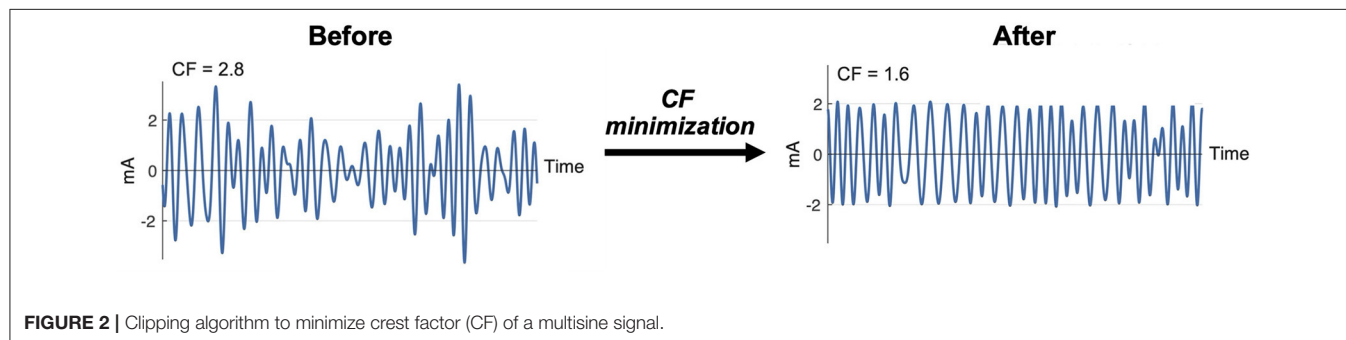 Before
After
CF = 2.8
CF = 1.6
CF
minimization
2
0
-2
mA
Time
2
0
-2
mA
Time
FIGURE 2 | Clipping algorithm to minimize crest factor (CF) of a multisine signal.